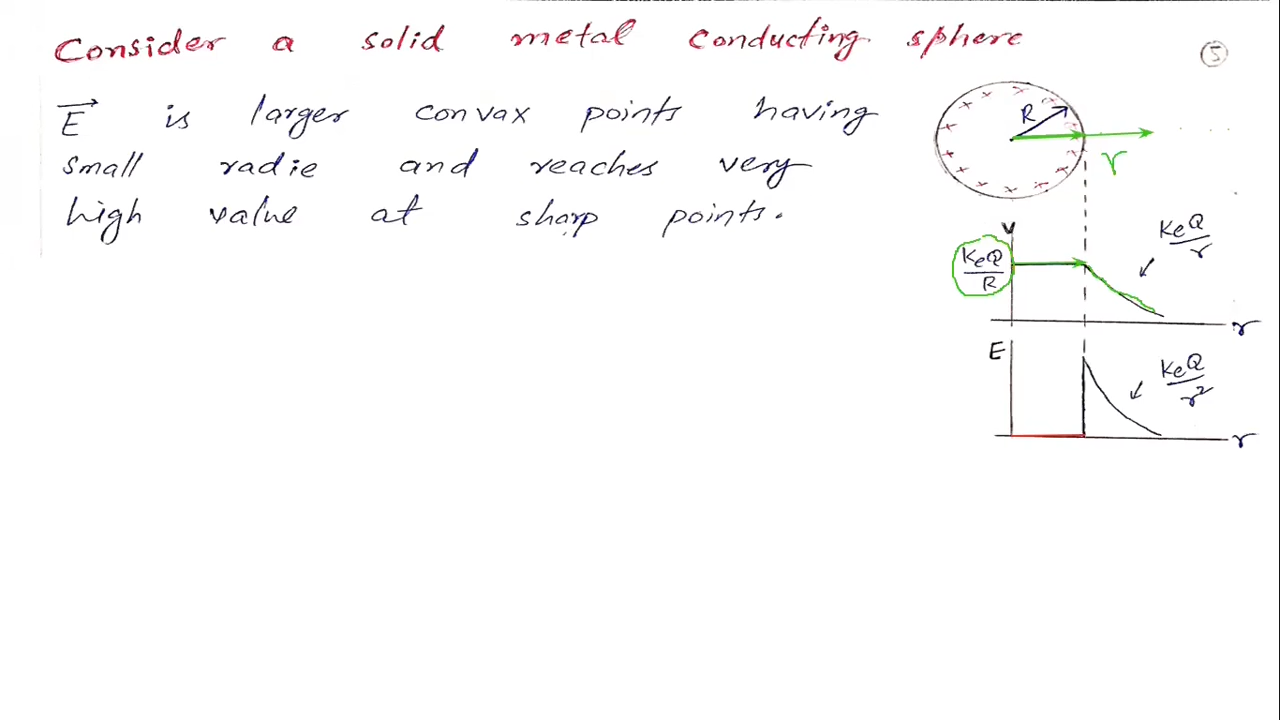 Consider a solid metal conducting sphere
⑤
E⃗ is larger convax points having
small radie and reaches very
high value at sharp points.
R
r
V
KeQ/R
KeQ/r
r
E
KeQ/r²
r